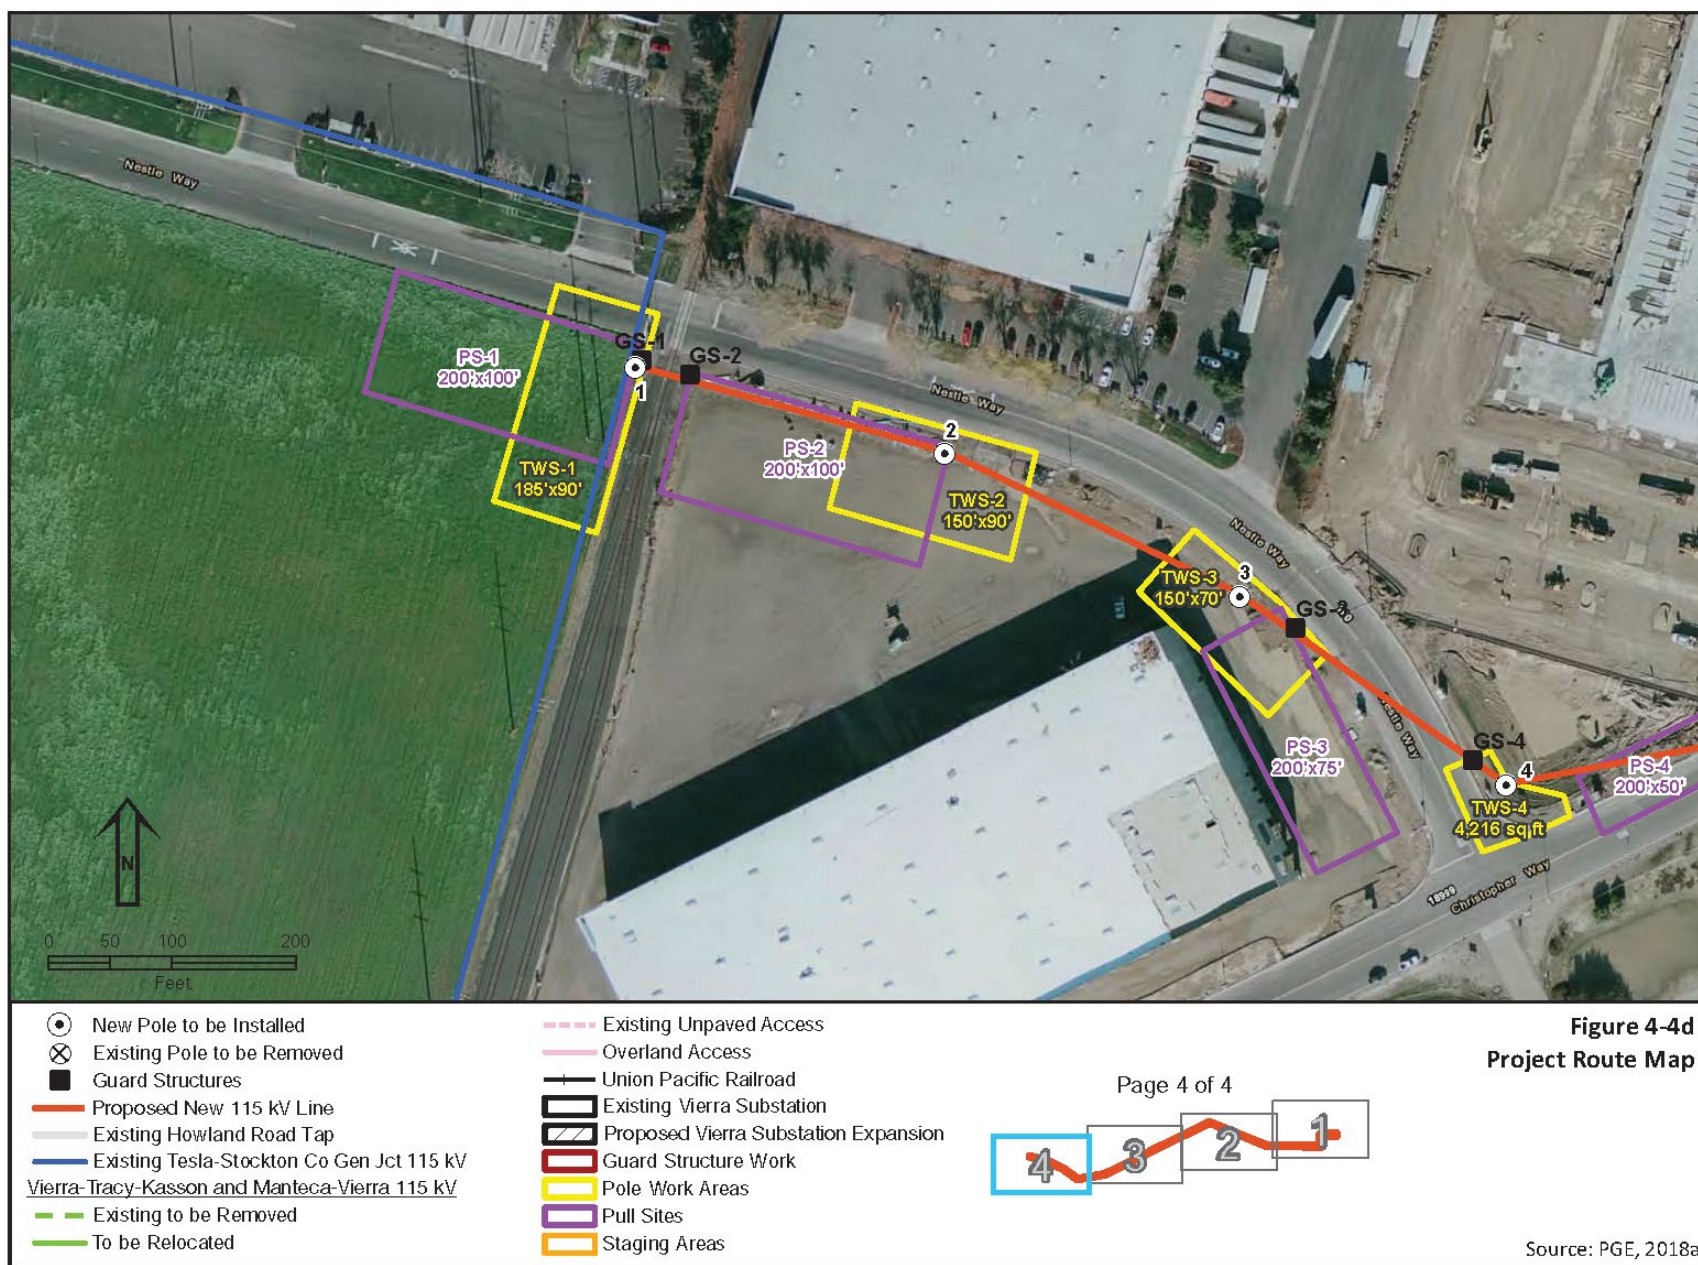 Nestle Way
GS-1
GS-2
PS-1
200'x100'
1
TWS-1
185'x90'
Nestle Way
2
PS-2
200'x100'
TWS-2
150'x90'
Nestle Way
TWS-3
150'x70'
3
GS-3
PS-3
200'x75'
Nestle Way
GS-4
4
PS-4
200'x50'
TWS-4
4,216 sq ft
18999
Christopher Way
N
0 50 100 200
Feet
New Pole to be Installed
Existing Pole to be Removed
Guard Structures
Proposed New 115 kV Line
Existing Howland Road Tap
Existing Tesla-Stockton Co Gen Jct 115 kV
Vierra-Tracy-Kasson and Manteca-Vierra 115 kV
Existing to be Removed
To be Relocated
Existing Unpaved Access
Overland Access
Union Pacific Railroad
Existing Vierra Substation
Proposed Vierra Substation Expansion
Guard Structure Work
Pole Work Areas
Pull Sites
Staging Areas
Page 4 of 4
4 3 2 1
Figure 4-4d
Project Route Map
Source: PGE, 2018a